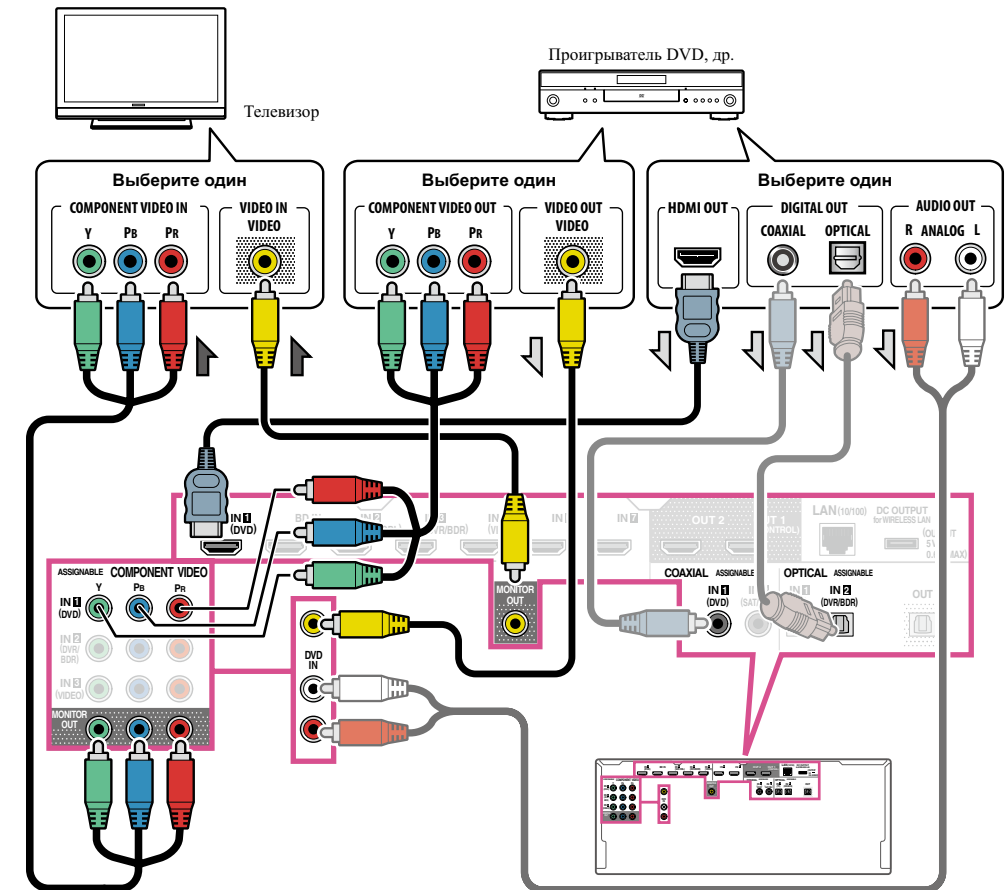 Проигрыватель DVD, др.
Телевизор
Выберите один
COMPONENT VIDEO IN
Y PB PR
VIDEO IN
VIDEO
Выберите один
COMPONENT VIDEO OUT
Y PB PR
VIDEO OUT
VIDEO
Выберите один
HDMI OUT
DIGITAL OUT
COAXIAL OPTICAL
AUDIO OUT
R ANALOG L
IN 1
(DVD)
IN 7
OUT 2
LAN (10/100)
DC OUTPUT
for WIRELESS LAN
ASSIGNABLE COMPONENT VIDEO
Y PB PR
IN 1
(DVD)
IN 2
(DVR/
BDR)
IN 3
(VIDEO)
MONITOR
OUT
DVD
IN
MONITOR
OUT
COAXIAL ASSIGNABLE
IN 1
(DVD)
OPTICAL ASSIGNABLE
IN 1
IN 2
(DVR/BDR)
OUT